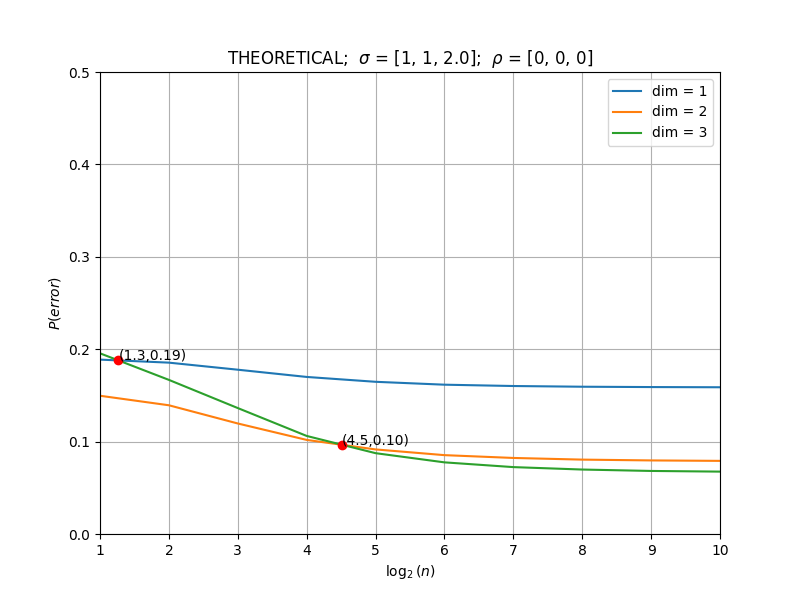 THEORETICAL; σ = [1, 1, 2.0]; ρ = [0, 0, 0]
0.5
0.4
0.3
0.2
0.1
0.0
P(error)
dim = 1
dim = 2
dim = 3
(1.3,0.19)
(4.5,0.10)
1 2 3 4 5 6 7 8 9 10
log₂(n)